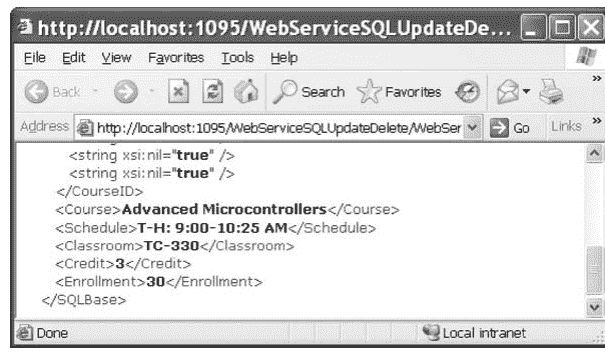 http://localhost:1095/WebServiceSQLUpdateDe...
File Edit View Favorites Tools Help
Back Search Favorites
Address http://localhost:1095/WebServiceSQLUpdateDelete/WebSer Go Links »
<string xsi:nil="true" />
<string xsi:nil="true" />
</CourseID>
<Course>Advanced Microcontrollers</Course>
<Schedule>T-H: 9:00-10:25 AM</Schedule>
<Classroom>TC-330</Classroom>
<Credit>3</Credit>
<Enrollment>30</Enrollment>
</SQLBase>
Done Local intranet